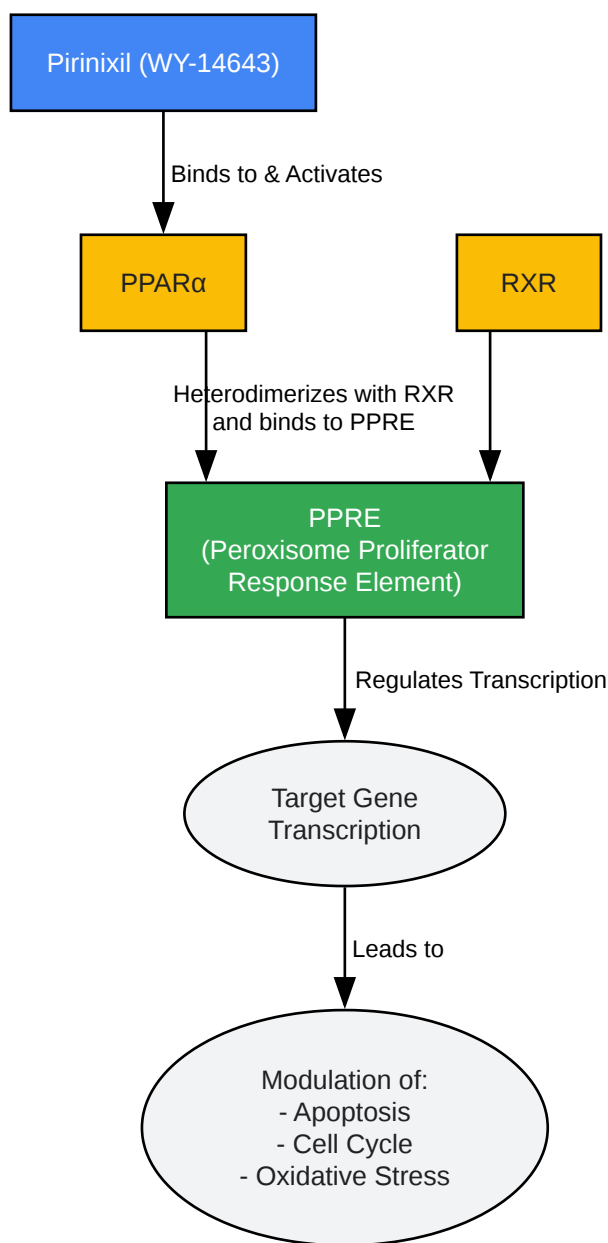 Pirinixil (WY-14643)
Binds to & Activates
PPARα
RXR
Heterodimerizes with RXR
and binds to PPRE
PPRE
(Peroxisome Proliferator
Response Element)
Regulates Transcription
Target Gene
Transcription
Leads to
Modulation of:
- Apoptosis
- Cell Cycle
- Oxidative Stress